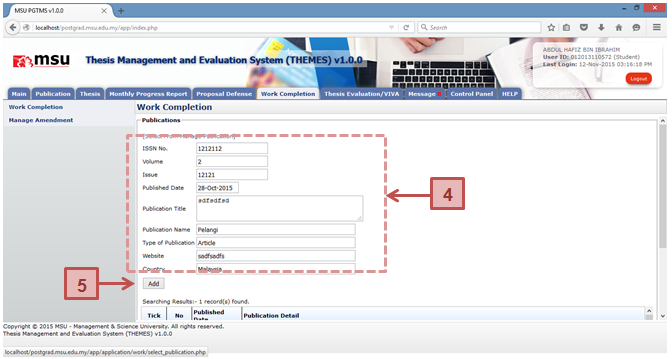 MSU PGTMS v1.0.0
localhost/postgrad.msu.edu.my/app/index.php
Search
msu
Thesis Management and Evaluation System (THEMES) v1.0.0
ABDUL HAFIZ BIN IBRAHIM
User ID: 012013110572 (Student)
Last Login: 12-Nov-2015 03:16:18 PM
Logout
Main Publication Thesis Monthly Progress Report Proposal Defense Work Completion Thesis Evaluation/VIVA Message Control Panel HELP
Work Completion
Manage Amendment
Work Completion
Publications
ISSN No. 1212112
Volume 2
Issue 12121
Published Date 28-Oct-2015
Publication Title sdfsdfsd
Publication Name Pelangi
Type of Publication Article
Website sadfsadfs
Country Malaysia
4
5
Add
Searching Results:- 1 record(s) found.
Tick No Published Date Publication Detail
Copyright © 2015 MSU - Management & Science University. All rights reserved.
Thesis Management and Evaluation System (THEMES) v1.0.0
localhost/postgrad.msu.edu.my/app/application/work/select_publication.php